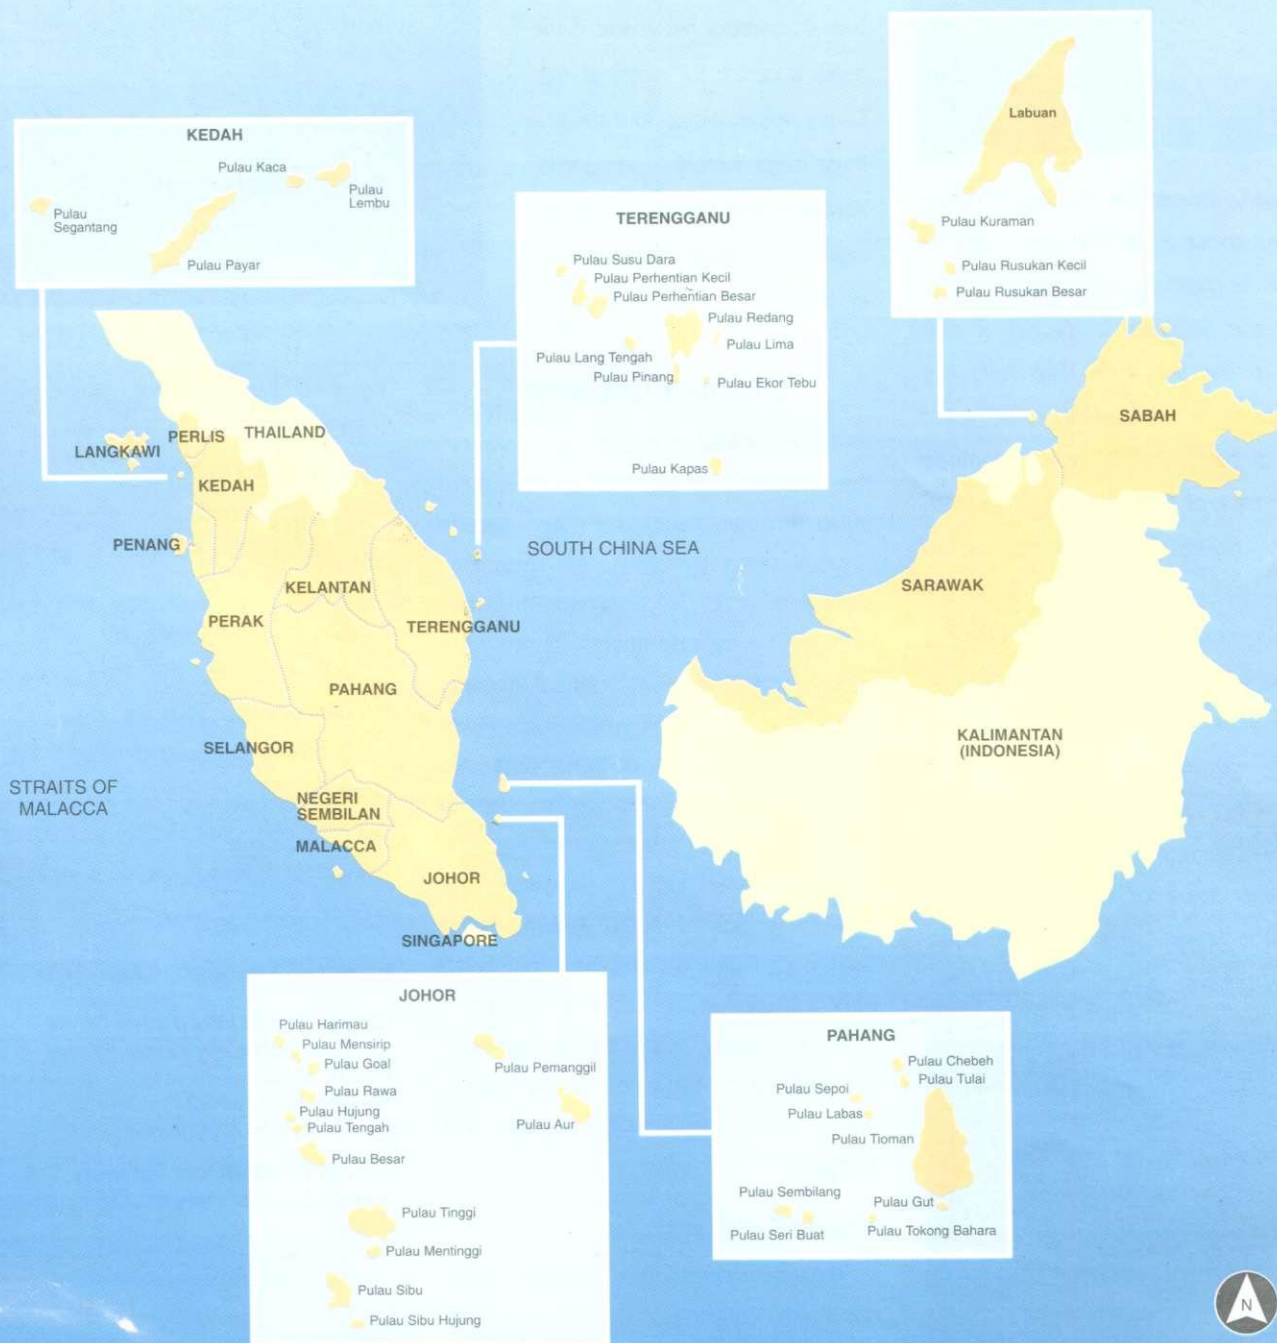 Labuan
Pulau Kuraman
Pulau Rusukan Kecil
Pulau Rusukan Besar
KEDAH
Pulau Kaca
Pulau
Lembu
Pulau
Segantang
Pulau Payar
TERENGGANU
Pulau Susu Dara
Pulau Perhentian Kecil
Pulau Perhentian Besar
Pulau Redang
Pulau Lima
Pulau Lang Tengah
Pulau Pinang
Pulau Ekor Tebu
Pulau Kapas
THAILAND
PERLIS
LANGKAWI
KEDAH
PENANG
KELANTAN
PERAK
TERENGGANU
PAHANG
SELANGOR
NEGERI
SEMBILAN
MALACCA
JOHOR
SINGAPORE
STRAITS OF
MALACCA
SOUTH CHINA SEA
SABAH
SARAWAK
KALIMANTAN
(INDONESIA)
JOHOR
Pulau Harimau
Pulau Mensirip
Pulau Goal
Pulau Rawa
Pulau Hujung
Pulau Tengah
Pulau Besar
Pulau Pemanggil
Pulau Aur
Pulau Tinggi
Pulau Mentinggi
Pulau Sibu
Pulau Sibu Hujung
PAHANG
Pulau Chebeh
Pulau Tulai
Pulau Sepoi
Pulau Labas
Pulau Tioman
Pulau Sembilang
Pulau Gut
Pulau Seri Buat
Pulau Tokong Bahara
N